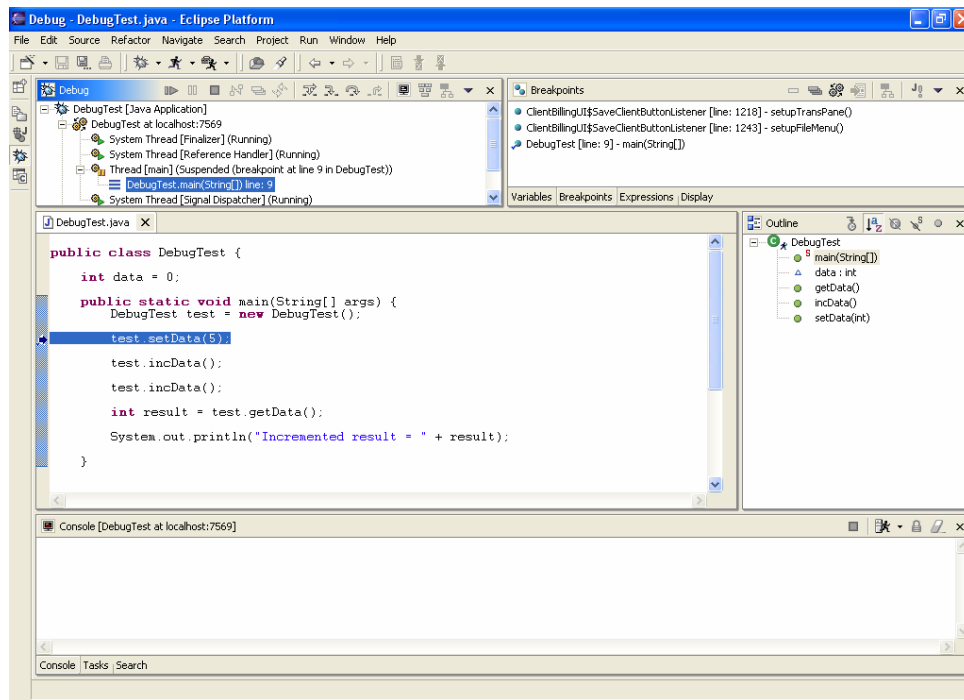 Debug - DebugTest.java - Eclipse Platform
File Edit Source Refactor Navigate Search Project Run Window Help
Debug
DebugTest [Java Application]
DebugTest at localhost:7569
System Thread [Finalizer] (Running)
System Thread [Reference Handler] (Running)
Thread [main] (Suspended (breakpoint at line 9 in DebugTest))
DebugTest.main(String[]) line: 9
System Thread [Signal Dispatcher] (Running)
Breakpoints
ClientBillingUI$SaveClientButtonListener [line: 1218] - setupTransPane()
ClientBillingUI$SaveClientButtonListener [line: 1243] - setupFileMenu()
DebugTest [line: 9] - main(String[])
Variables Breakpoints Expressions Display
DebugTest.java
public class DebugTest {
int data = 0;
public static void main(String[] args) {
DebugTest test = new DebugTest();
test.setData(5);
test.incData();
test.incData();
int result = test.getData();
System.out.println("Incremented result = " + result);
}
Outline
DebugTest
main(String[])
data : int
getData()
incData()
setData(int)
Console [DebugTest at localhost:7569]
Console Tasks Search